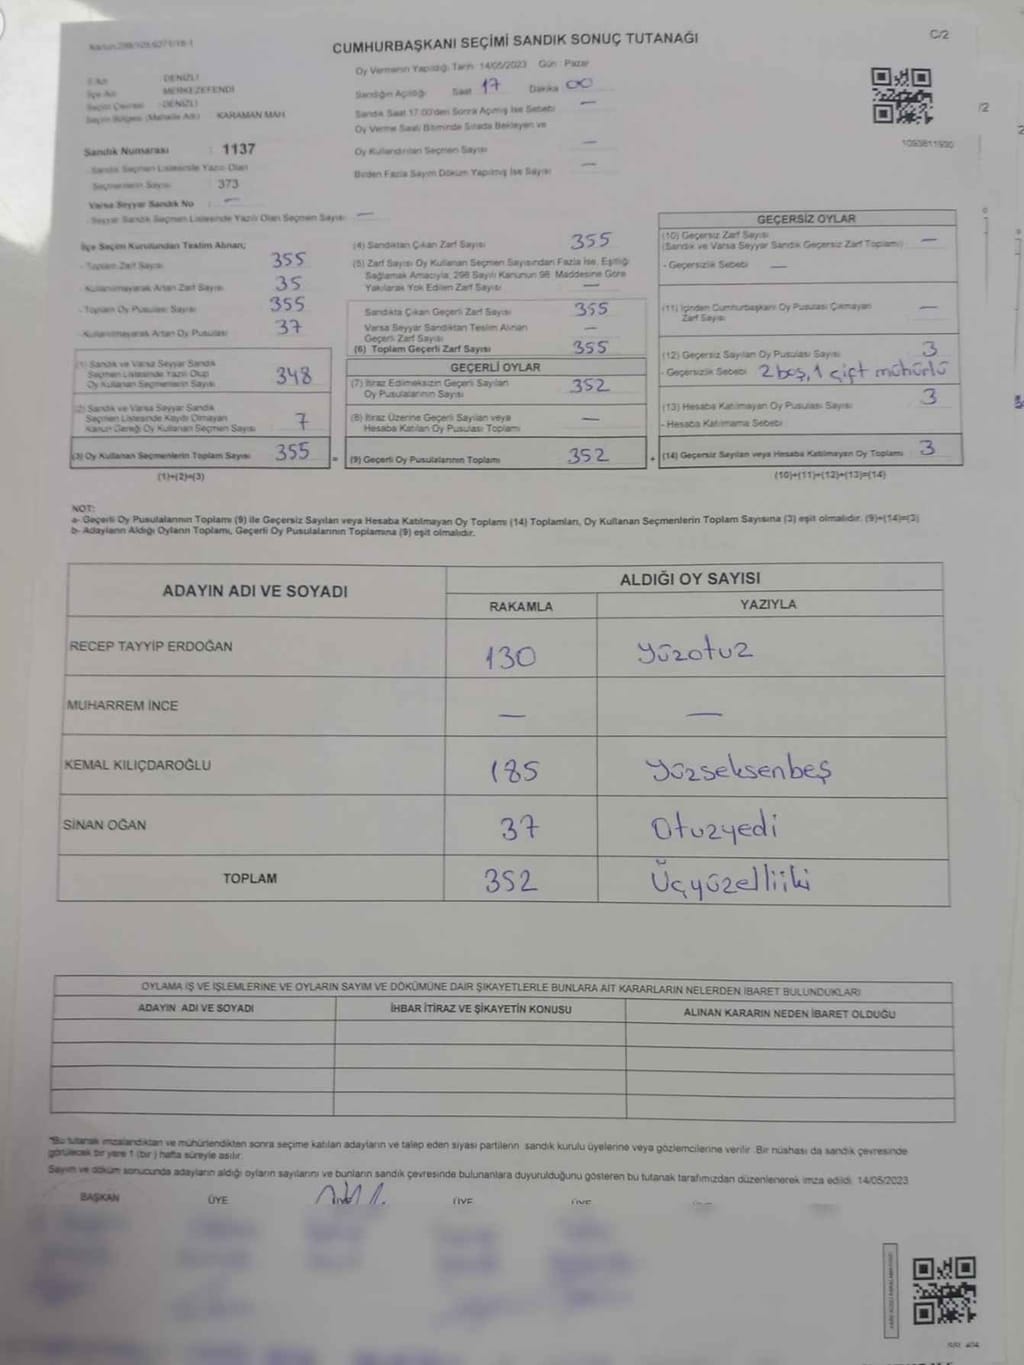 CUMHURBAŞKANI SEÇİMİ SANDIK SONUÇ TUTANAĞI
C/2
Oy Vermenin Yapıldığı Tarih : 14/05/2023 Gün : Pazar
DENİZLİ
İlçe Adı MERKEZEFENDİ
Seçim Çevresi DENİZLİ
Seçim Bölgesi (Mahalle Adı) KARAMAN MAH.
Sandığın Açıldığı Saat 17 Dakika 00
Sandık Saat 17.00'den Sonra Açılmış İse Sebebi —
Oy Verme Saati Bitiminde Sırada Bekleyen ve
Oy Kullandırılan Seçmen Sayısı —
Birden Fazla Sayım Döküm Yapılmış İse Sayısı —
1093811930
/2
Sandık Numarası : 1137
Sandık Seçmen Listesinde Yazılı Olan
Seçmenlerin Sayısı 373
Varsa Seyyar Sandık No —
Seyyar Sandık Seçmen Listesinde Yazılı Olan Seçmen Sayısı —
İlçe Seçim Kurulundan Teslim Alınan;
- Toplam Zarf Sayısı 355
- Kullanılmayarak Artan Zarf Sayısı 35
- Toplam Oy Pusulası Sayısı 355
- Kullanılmayarak Artan Oy Pusulası 37
(1) Sandık ve Varsa Seyyar Sandık
Seçmen Listesinde Yazılı Olup
Oy Kullanan Seçmenlerin Sayısı 348
(2) Sandık ve Varsa Seyyar Sandık
Seçmen Listesinde Kayıtlı Olmayan
Kanun Gereği Oy Kullanan Seçmen Sayısı 7
(3) Oy Kullanan Seçmenlerin Toplam Sayısı 355
(1)+(2)=(3)
(4) Sandıktan Çıkan Zarf Sayısı 355
(5) Zarf Sayısı Oy Kullanan Seçmen Sayısından Fazla İse, Eşitliği
Sağlamak Amacıyla, 298 Sayılı Kanunun 98. Maddesine Göre
Yakılarak Yok Edilen Zarf Sayısı —
Sandıkta Çıkan Geçerli Zarf Sayısı 355
Varsa Seyyar Sandıktan Teslim Alınan
Geçerli Zarf Sayısı —
(6) Toplam Geçerli Zarf Sayısı 355
GEÇERLİ OYLAR
(7) İtiraz Edilmeksizin Geçerli Sayılan
Oy Pusulalarının Sayısı 352
(8) İtiraz Üzerine Geçerli Sayılan veya
Hesaba Katılan Oy Pusulası Toplamı —
= (9) Geçerli Oy Pusulalarının Toplamı 352
GEÇERSİZ OYLAR
(10) Geçersiz Zarf Sayısı
(Sandık ve Varsa Seyyar Sandık Geçersiz Zarf Toplamı) —
- Geçersizlik Sebebi —
(11) İçinden Cumhurbaşkanı Oy Pusulası Çıkmayan
Zarf Sayısı —
(12) Geçersiz Sayılan Oy Pusulası Sayısı 3
- Geçersizlik Sebebi 2 boş, 1 çift mühürlü
(13) Hesaba Katılmayan Oy Pusulası Sayısı 3
- Hesaba Katılmama Sebebi
+ (14) Geçersiz Sayılan veya Hesaba Katılmayan Oy Toplamı 3
(10)+(11)+(12)+(13)=(14)
NOT:
a- Geçerli Oy Pusulalarının Toplamı (9) ile Geçersiz Sayılan veya Hesaba Katılmayan Oy Toplamı (14) Toplamları, Oy Kullanan Seçmenlerin Toplam Sayısına (3) eşit olmalıdır. (9)+(14)=(3)
b- Adayların Aldığı Oyların Toplamı, Geçerli Oy Pusulalarının Toplamına (9) eşit olmalıdır.
ADAYIN ADI VE SOYADI
ALDIĞI OY SAYISI
RAKAMLA YAZIYLA
RECEP TAYYİP ERDOĞAN 130 Yüzotuz
MUHARREM İNCE — —
KEMAL KILIÇDAROĞLU 185 Yüzseksenbeş
SİNAN OĞAN 37 Otuzyedi
TOPLAM 352 Üçyüzelliiki
OYLAMA İŞ VE İŞLEMLERİNE VE OYLARIN SAYIM VE DÖKÜMÜNE DAİR ŞİKAYETLERLE BUNLARA AİT KARARLARIN NELERDEN İBARET BULUNDUKLARI
ADAYIN ADI VE SOYADI İHBAR İTİRAZ VE ŞİKAYETİN KONUSU ALINAN KARARIN NEDEN İBARET OLDUĞU
*Bu tutanak imzalandıktan ve mühürlendikten sonra seçime katılan adayların ve talep eden siyasi partilerin sandık kurulu üyelerine veya gözlemcilerine verilir. Bir nüshası da sandık çevresinde
görülecek bir yere 1 (bir) hafta süreyle asılır.
Sayım ve döküm sonucunda adayların aldığı oyların sayılarını ve bunların sandık çevresinde bulunanlara duyurulduğunu gösteren bu tutanak tarafımızdan düzenlenerek imza edildi. 14/05/2023
BAŞKAN ÜYE ÜYE ÜYE ÜYE